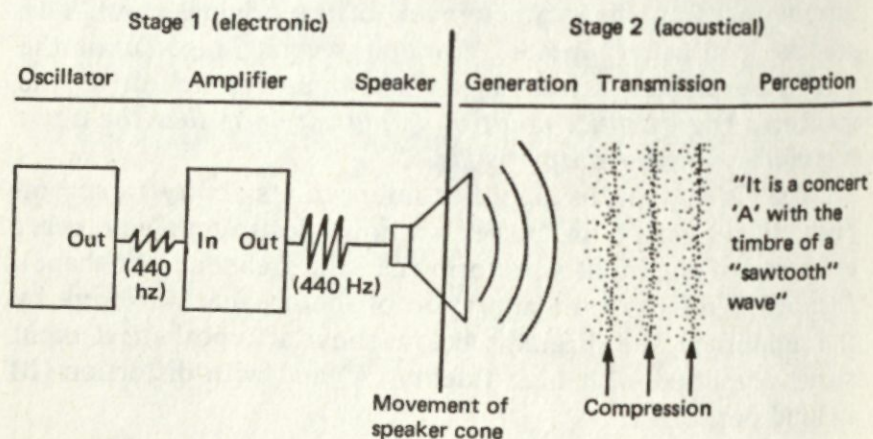 Stage 1 (electronic)
Stage 2 (acoustical)
Oscillator Amplifier Speaker Generation Transmission Perception
Out
(440
hz)
In
Out
(440 Hz)
"It is a concert
'A' with the
timbre of a
"sawtooth"
wave"
Movement of
speaker cone
Compression